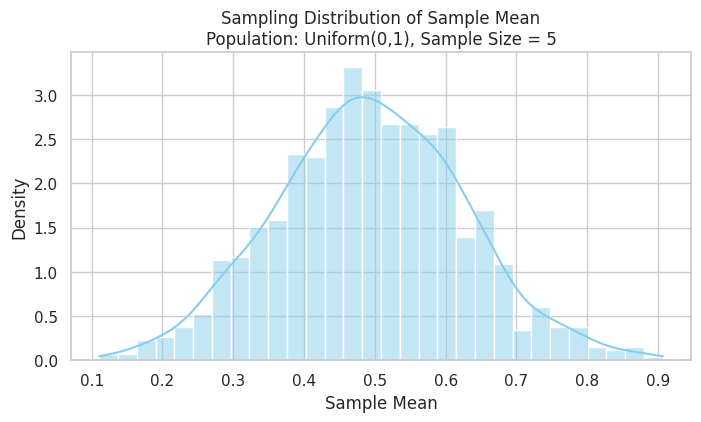 Sampling Distribution of Sample Mean
Population: Uniform(0,1), Sample Size = 5
Density
3.0
2.5
2.0
1.5
1.0
0.5
0.0
0.1 0.2 0.3 0.4 0.5 0.6 0.7 0.8 0.9
Sample Mean